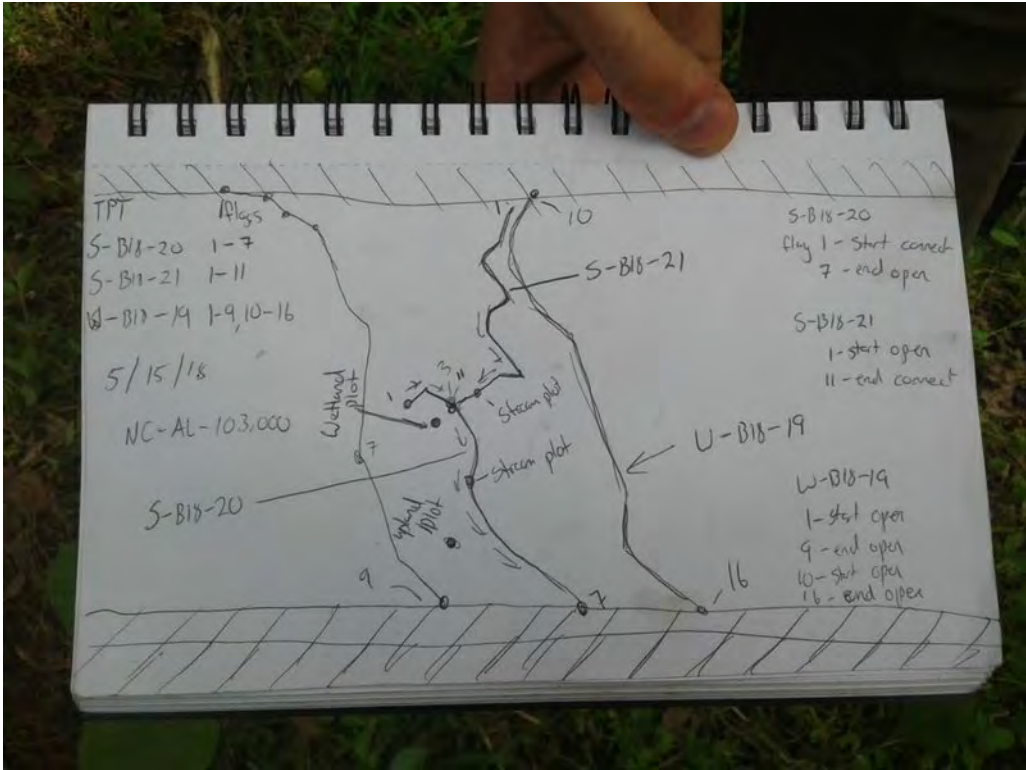 TPT flags
S-B18-20 1-7
S-B18-21 1-11
W-B18-19 1-9, 10-16
5/15/18
NC-AL-103,000
1
10
S-B18-21
S-B18-20
flag 1 - Start connect
7 - end open
S-B18-21
1 - start open
11 - end connect
Wetland
plot
1
3
11
1
Stream plot
7
Stream plot
W-B18-19
S-B18-20
upland
plot
W-B18-19
1 - start open
9 - end open
10 - start open
16 - end open
9
7
16